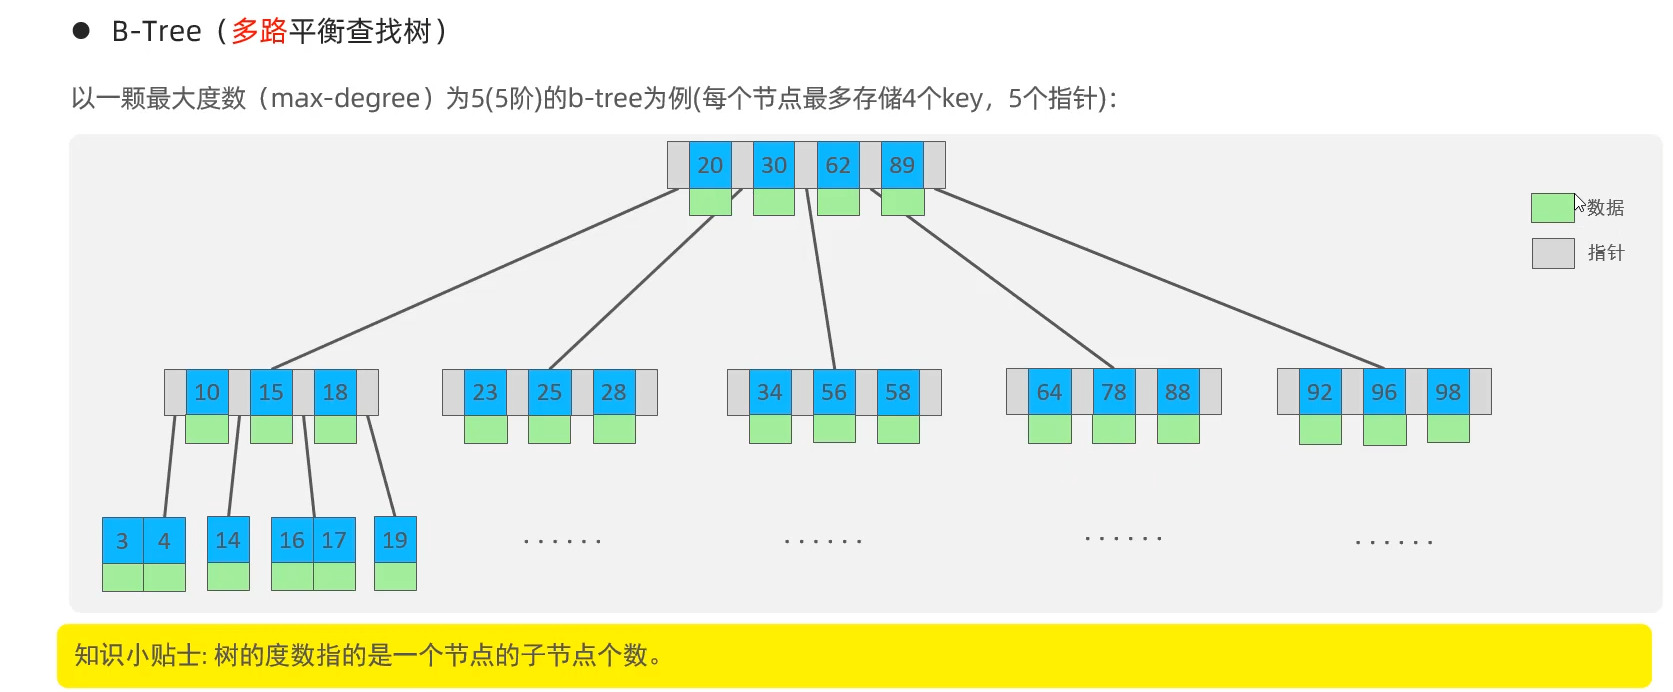 ● B-Tree（多路平衡查找树）
以一颗最大度数（max-degree）为5(5阶)的b-tree为例(每个节点最多存储4个key，5个指针)：
20 30 62 89
数据
指针
10 15 18 23 25 28 34 56 58 64 78 88 92 96 98
3 4 14 16 17 19 ······ ······ ······ ······
知识小贴士: 树的度数指的是一个节点的子节点个数。